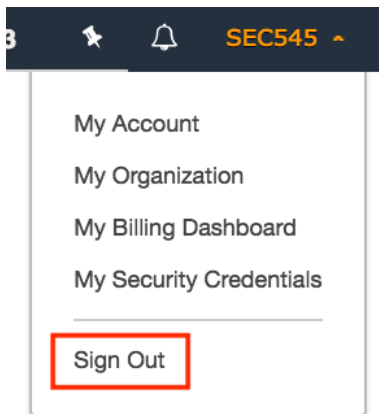 SEC545
My Account
My Organization
My Billing Dashboard
My Security Credentials
Sign Out